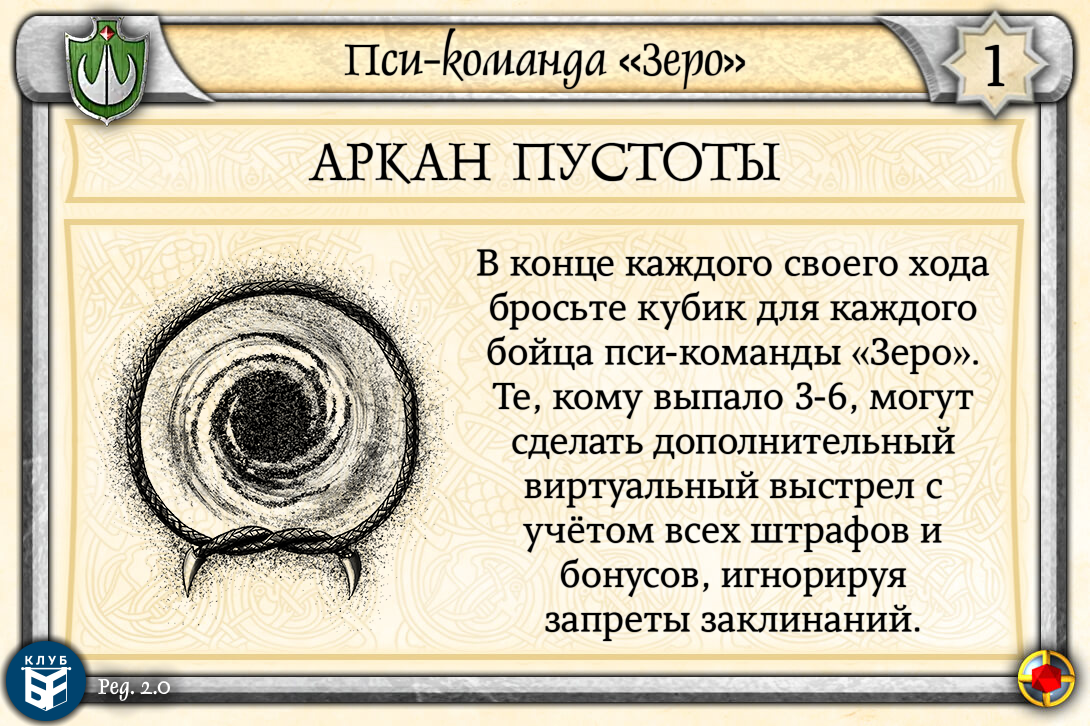 Пси-команда «Зеро»
1
АРКАН ПУСТОТЫ
В конце каждого своего хода
бросьте кубик для каждого
бойца пси-команды «Зеро».
Те, кому выпало 3-6, могут
сделать дополнительный
виртуальный выстрел с
учётом всех штрафов и
бонусов, игнорируя
запреты заклинаний.
КЛУБ
Ред. 2.0